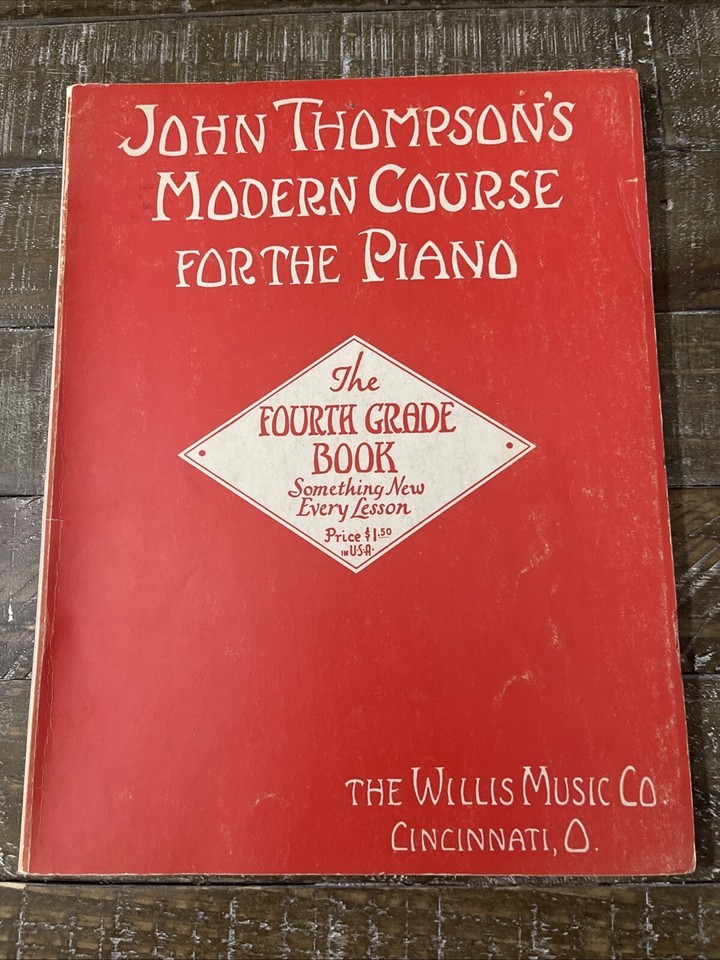 JOHN THOMPSON'S
MODERN COURSE
FOR THE PIANO
The
FOURTH GRADE
BOOK
Something New
Every Lesson
Price $1.50
IN U.S.A.
THE WILLIS MUSIC CO.
CINCINNATI, O.